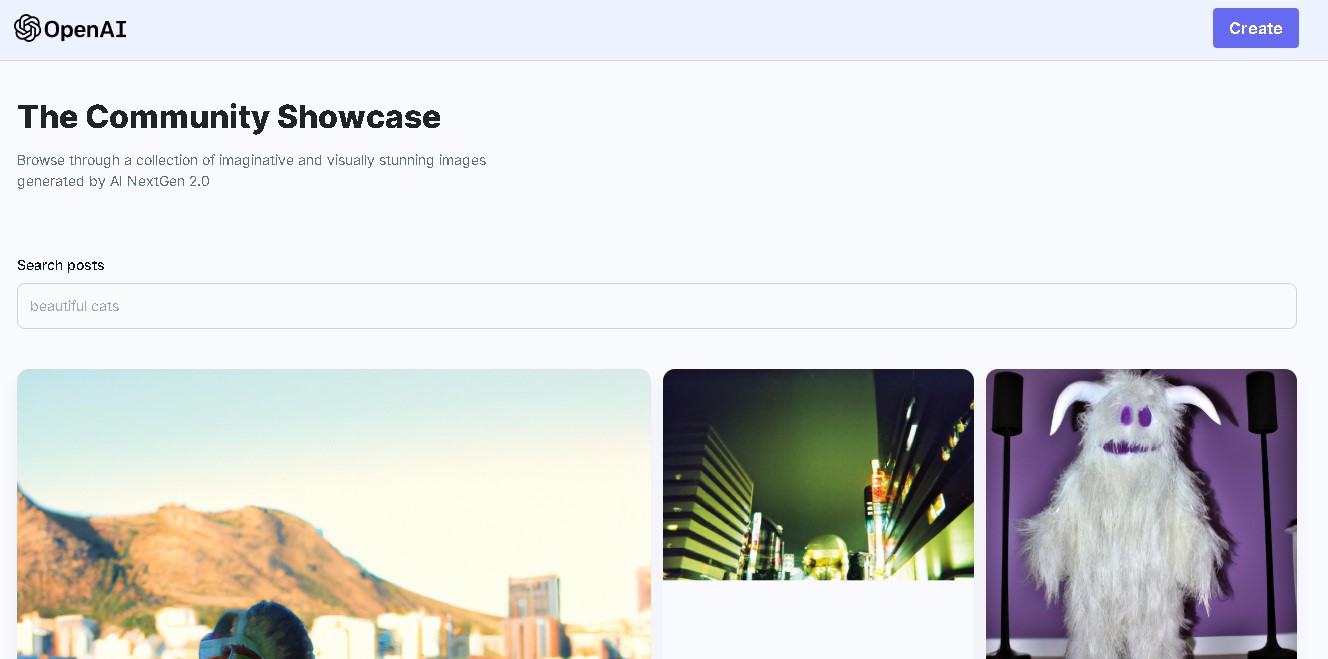 OpenAI
Create
The Community Showcase
Browse through a collection of imaginative and visually stunning images
generated by AI NextGen 2.0
Search posts
beautiful cats